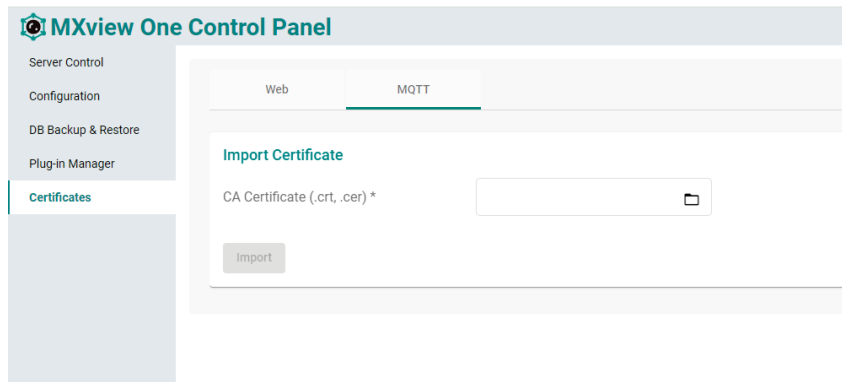 MXview One Control Panel
Server Control
Configuration
DB Backup & Restore
Plug-in Manager
Certificates
Web MQTT
Import Certificate
CA Certificate (.crt, .cer) *
Import